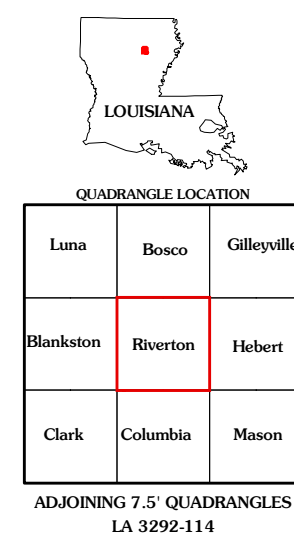 LOUISIANA
QUADRANGLE LOCATION
Luna Bosco Gilleyville
Blankston Riverton Hebert
Clark Columbia Mason
ADJOINING 7.5' QUADRANGLES
LA 3292-114